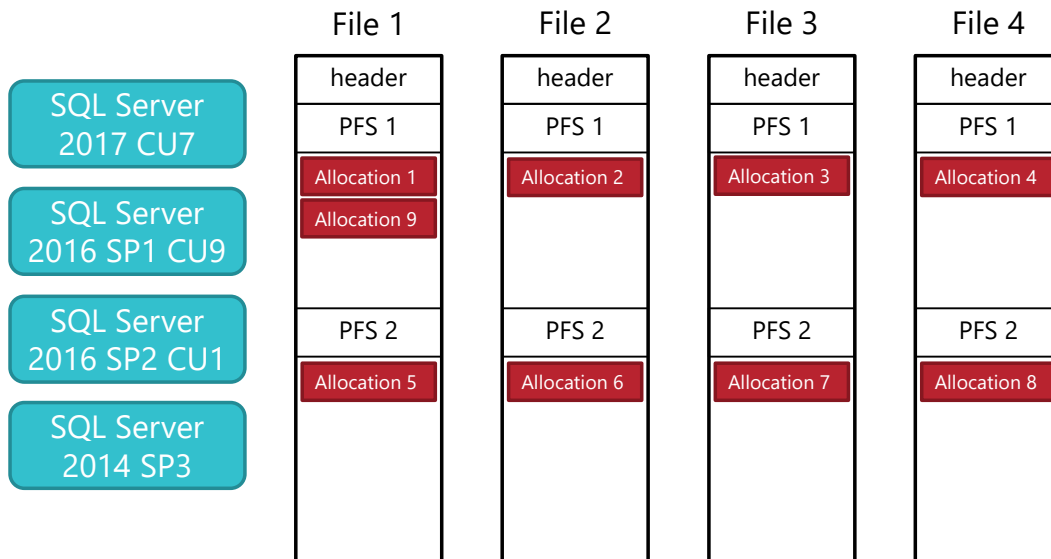 File 1
File 2
File 3
File 4
SQL Server
2017 CU7
SQL Server
2016 SP1 CU9
SQL Server
2016 SP2 CU1
SQL Server
2014 SP3
header
header
header
header
PFS 1
PFS 1
PFS 1
PFS 1
Allocation 1
Allocation 2
Allocation 3
Allocation 4
Allocation 9
PFS 2
PFS 2
PFS 2
PFS 2
Allocation 5
Allocation 6
Allocation 7
Allocation 8